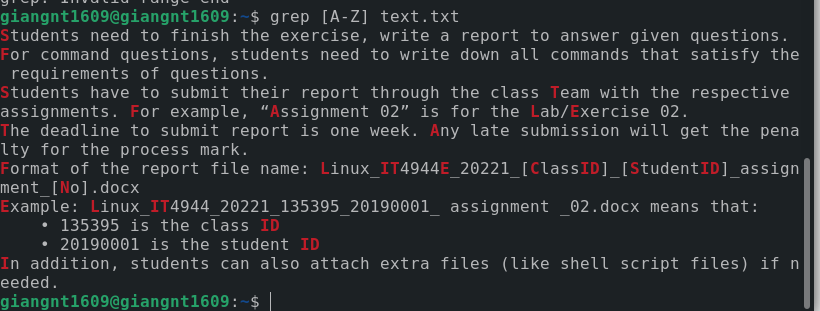 grep: Invalid range end
giangnt1609@giangnt1609:~$ grep [A-Z] text.txt
Students need to finish the exercise, write a report to answer given questions.
For command questions, students need to write down all commands that satisfy the
 requirements of questions.
Students have to submit their report through the class Team with the respective
assignments. For example, “Assignment 02” is for the Lab/Exercise 02.
The deadline to submit report is one week. Any late submission will get the pena
lty for the process mark.
Format of the report file name: Linux_IT4944E_20221_[ClassID]_[StudentID]_assign
ment_[No].docx
Example: Linux_IT4944_20221_135395_20190001_ assignment _02.docx means that:
    • 135395 is the class ID
    • 20190001 is the student ID
In addition, students can also attach extra files (like shell script files) if n
eeded.
giangnt1609@giangnt1609:~$